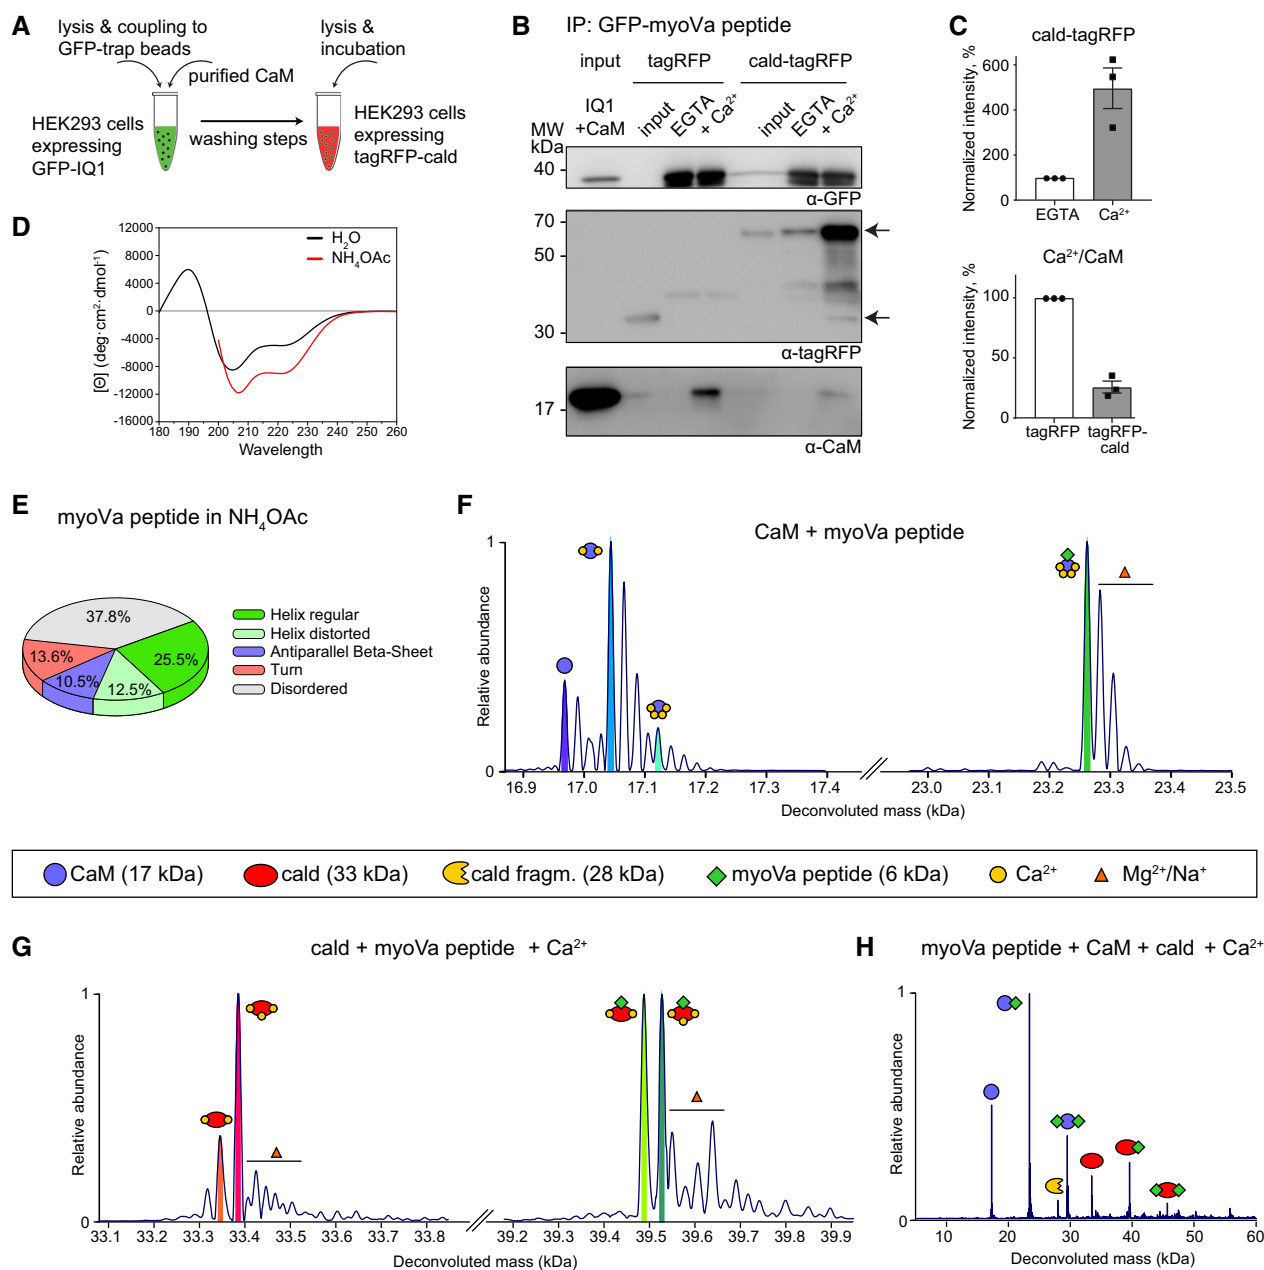 A
lysis & coupling to
GFP-trap beads
purified CaM
lysis &
incubation
HEK293 cells
expressing
GFP-IQ1
washing steps
HEK293 cells
expressing
tagRFP-cald
B
IP: GFP-myoVa peptide
input
tagRFP
cald-tagRFP
IQ1
+CaM
input
EGTA
+ Ca²⁺
input
EGTA
+ Ca²⁺
MW
kDa
40
α-GFP
70
50
30
α-tagRFP
17
α-CaM
C
cald-tagRFP
Normalized intensity, %
600
400
200
0
EGTA
Ca²⁺
Ca²⁺/CaM
Normalized intensity, %
100
50
0
tagRFP
tagRFP-
cald
D
[Θ] (deg·cm²·dmol⁻¹)
12000
8000
4000
0
-4000
-8000
-12000
-16000
H₂O
NH₄OAc
180 190 200 210 220 230 240 250 260
Wavelength
E
myoVa peptide in NH₄OAc
37.8%
25.5%
12.5%
10.5%
13.6%
Helix regular
Helix distorted
Antiparallel Beta-Sheet
Turn
Disordered
F
CaM + myoVa peptide
Relative abundance
1
0
16.9 17.0 17.1 17.2 17.3 17.4 23.0 23.1 23.2 23.3 23.4 23.5
Deconvoluted mass (kDa)
CaM (17 kDa)
cald (33 kDa)
cald fragm. (28 kDa)
myoVa peptide (6 kDa)
Ca²⁺
Mg²⁺/Na⁺
G
cald + myoVa peptide + Ca²⁺
Relative abundance
1
0
33.1 33.2 33.3 33.4 33.5 33.6 33.7 33.8 39.2 39.3 39.4 39.5 39.6 39.7 39.8 39.9
Deconvoluted mass (kDa)
H
myoVa peptide + CaM + cald + Ca²⁺
Relative abundance
1
0
10 20 30 40 50 60
Deconvoluted mass (kDa)